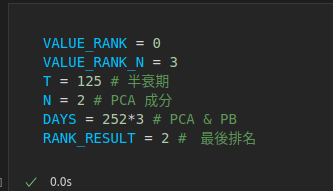 VALUE_RANK = 0
VALUE_RANK_N = 3
T = 125 # 半衰期
N = 2 # PCA 成分
DAYS = 252*3 # PCA & PB
RANK_RESULT = 2 #  最後排名
✓ 0.0s